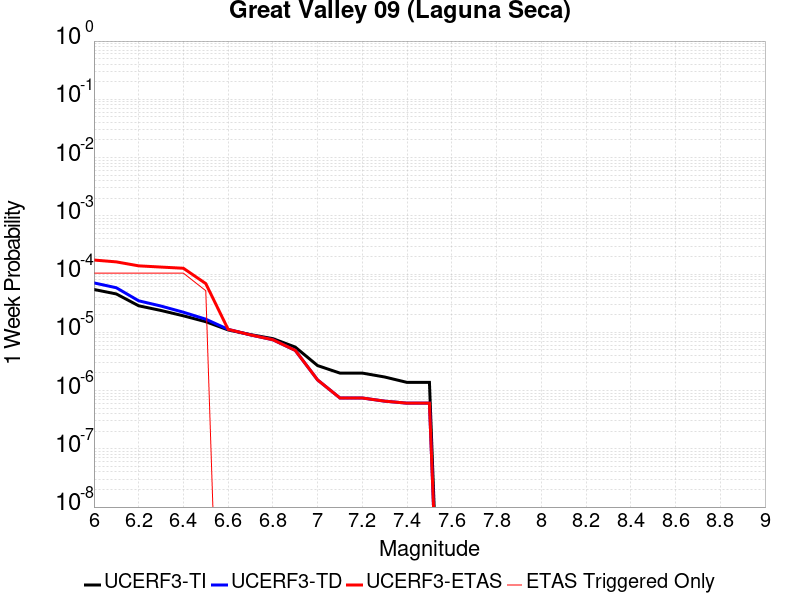 Great Valley 09 (Laguna Seca)
10^0
10^-1
10^-2
10^-3
10^-4
10^-5
10^-6
10^-7
10^-8
1 Week Probability
6 6.2 6.4 6.6 6.8 7 7.2 7.4 7.6 7.8 8 8.2 8.4 8.6 8.8 9
Magnitude
UCERF3-TI UCERF3-TD UCERF3-ETAS ETAS Triggered Only